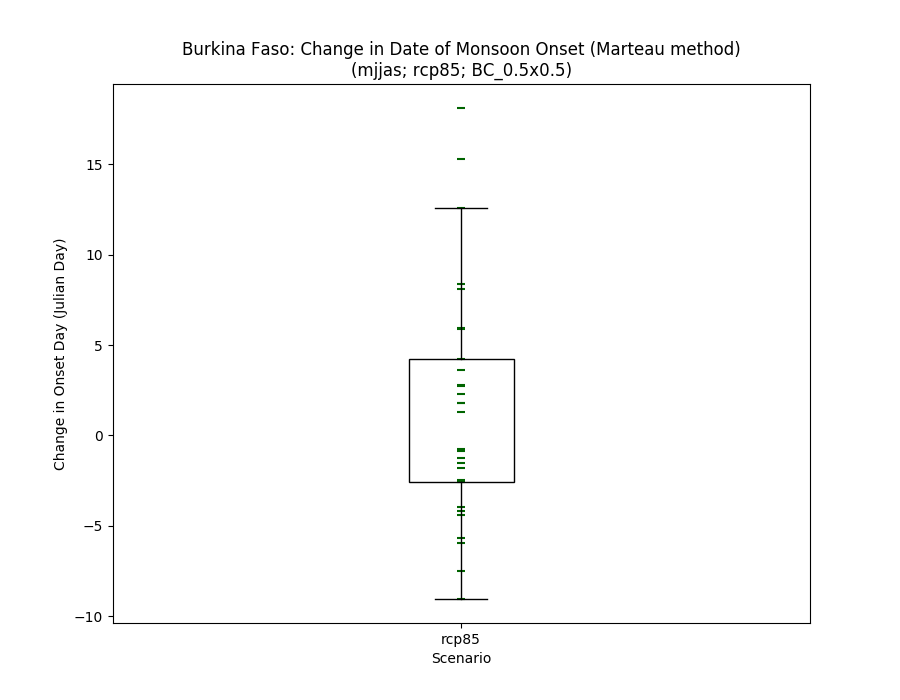 Burkina Faso: Change in Date of Monsoon Onset (Marteau method)
(mjjas; rcp85; BC_0.5x0.5)
Change in Onset Day (Julian Day)
15
10
5
0
−5
−10
rcp85
Scenario